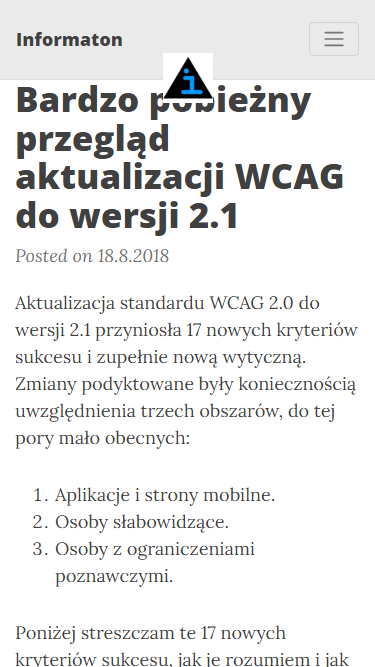 Informaton
i
Bardzo pobieżny
przegląd
aktualizacji WCAG
do wersji 2.1
Posted on 18.8.2018
Aktualizacja standardu WCAG 2.0 do
wersji 2.1 przyniosła 17 nowych kryteriów
sukcesu i zupełnie nową wytyczną.
Zmiany podyktowane były koniecznością
uwzględnienia trzech obszarów, do tej
pory mało obecnych:
1. Aplikacje i strony mobilne.
2. Osoby słabowidzące.
3. Osoby z ograniczeniami
poznawczymi.
Poniżej streszczam te 17 nowych
kryteriów sukcesu, jak je rozumiem i jak